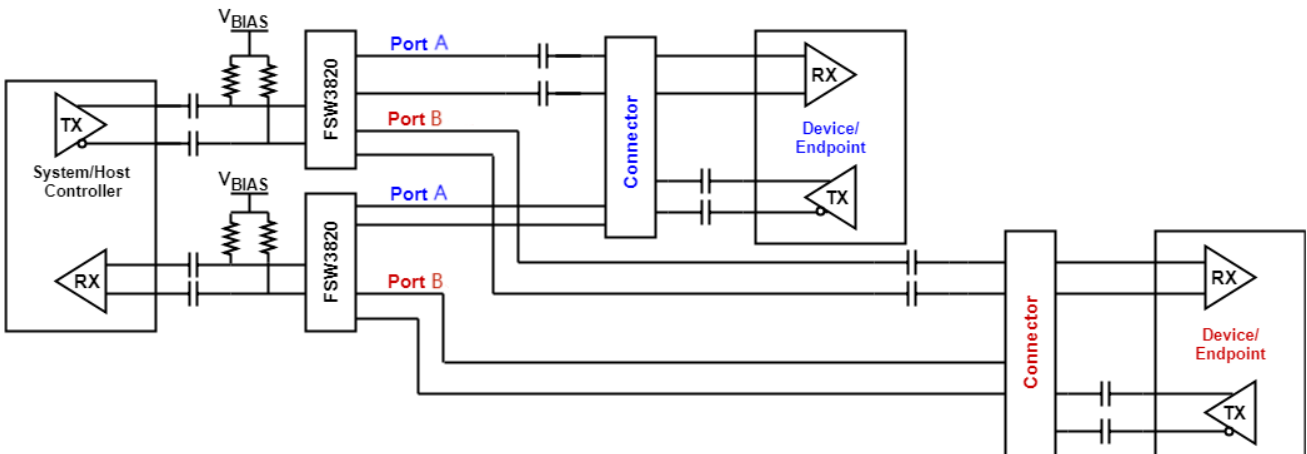 VBIAS
Port A
FSW3820
RX
TX
Port B
Connector
Device/
Endpoint
System/Host
Controller
VBIAS
Port A
TX
FSW3820
RX
Port B
RX
Connector
Device/
Endpoint
TX